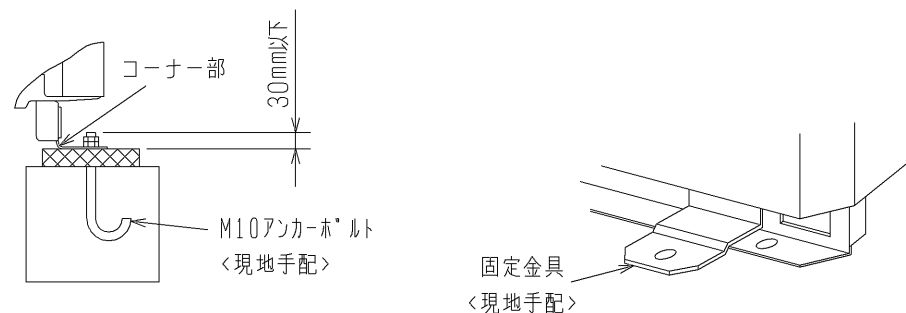 コーナー部
30mm以下
M10アンカーボルト
<現地手配>
固定金具
<現地手配>